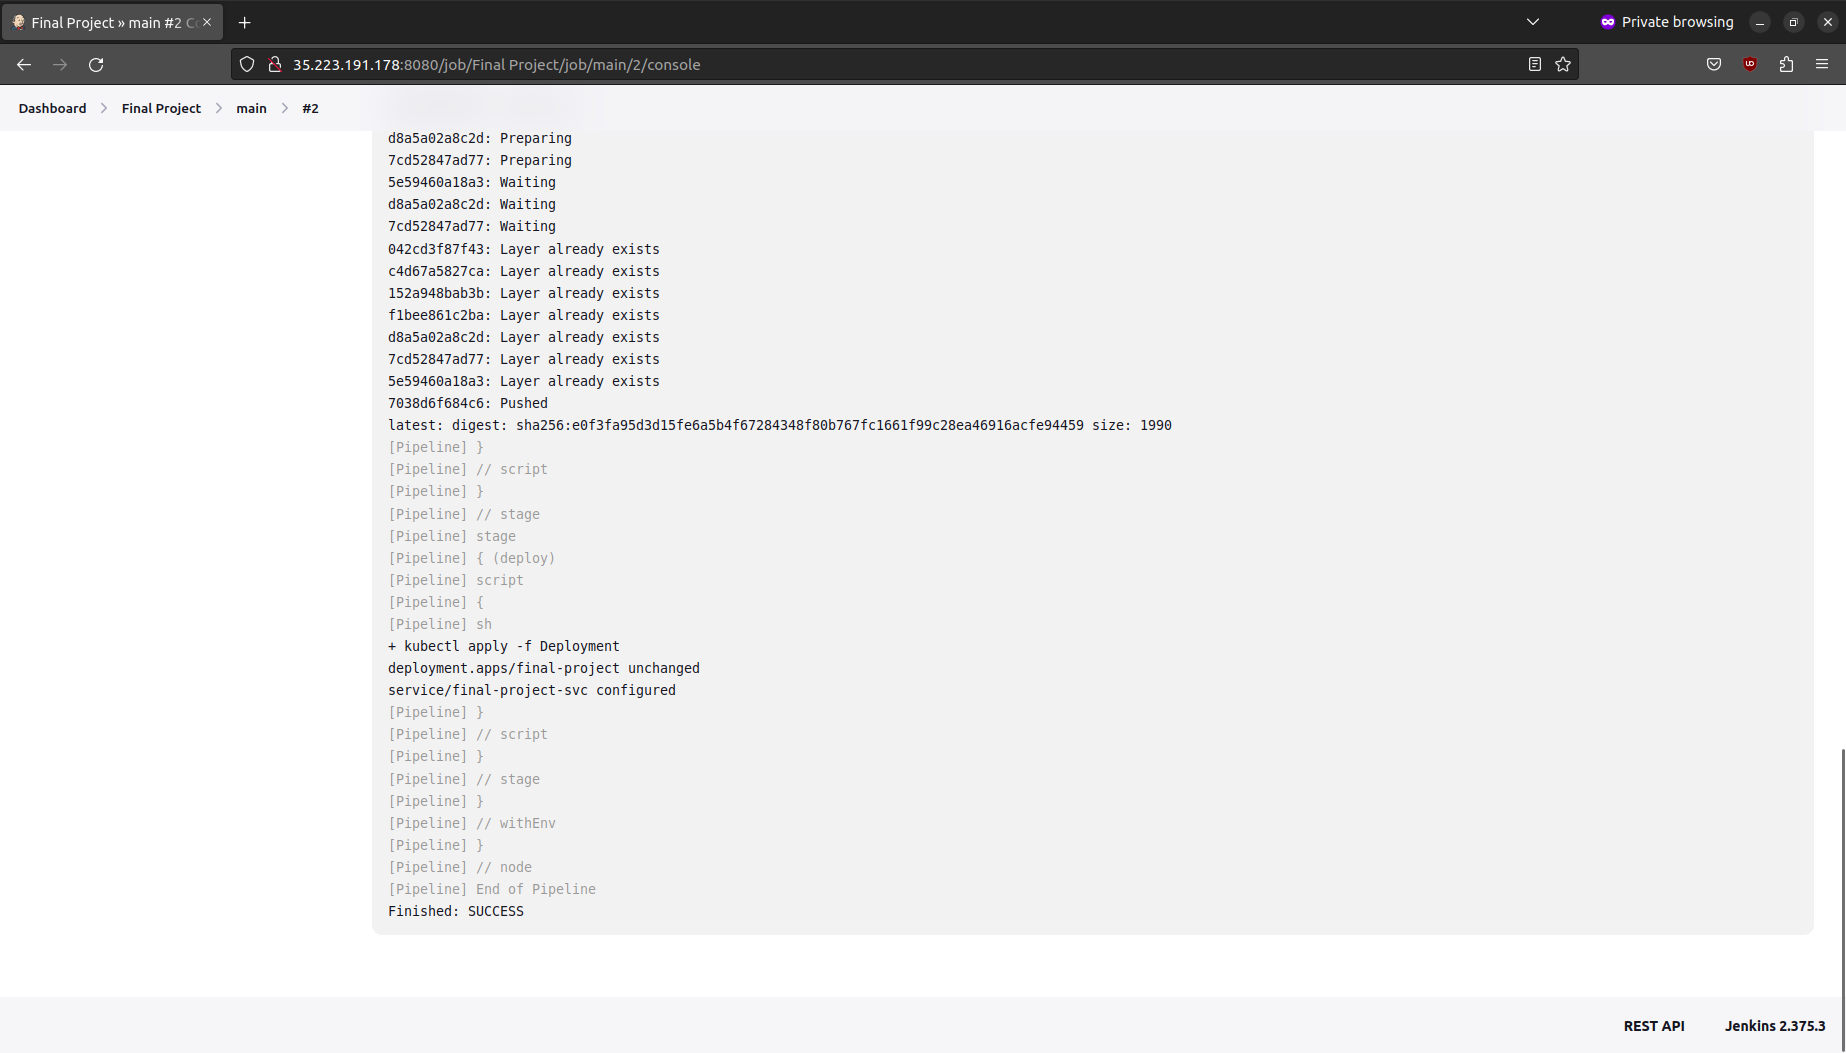 Final Project » main #2 Co
Private browsing
35.223.191.178:8080/job/Final Project/job/main/2/console
Dashboard
Final Project
main
#2
d8a5a02a8c2d: Preparing
7cd52847ad77: Preparing
5e59460a18a3: Waiting
d8a5a02a8c2d: Waiting
7cd52847ad77: Waiting
042cd3f87f43: Layer already exists
c4d67a5827ca: Layer already exists
152a948bab3b: Layer already exists
f1bee861c2ba: Layer already exists
d8a5a02a8c2d: Layer already exists
7cd52847ad77: Layer already exists
5e59460a18a3: Layer already exists
7038d6f684c6: Pushed
latest: digest: sha256:e0f3fa95d3d15fe6a5b4f67284348f80b767fc1661f99c28ea46916acfe94459 size: 1990
[Pipeline] }
[Pipeline] // script
[Pipeline] }
[Pipeline] // stage
[Pipeline] stage
[Pipeline] { (deploy)
[Pipeline] script
[Pipeline] {
[Pipeline] sh
+ kubectl apply -f Deployment
deployment.apps/final-project unchanged
service/final-project-svc configured
[Pipeline] }
[Pipeline] // script
[Pipeline] }
[Pipeline] // stage
[Pipeline] }
[Pipeline] // withEnv
[Pipeline] }
[Pipeline] // node
[Pipeline] End of Pipeline
Finished: SUCCESS
REST API
Jenkins 2.375.3